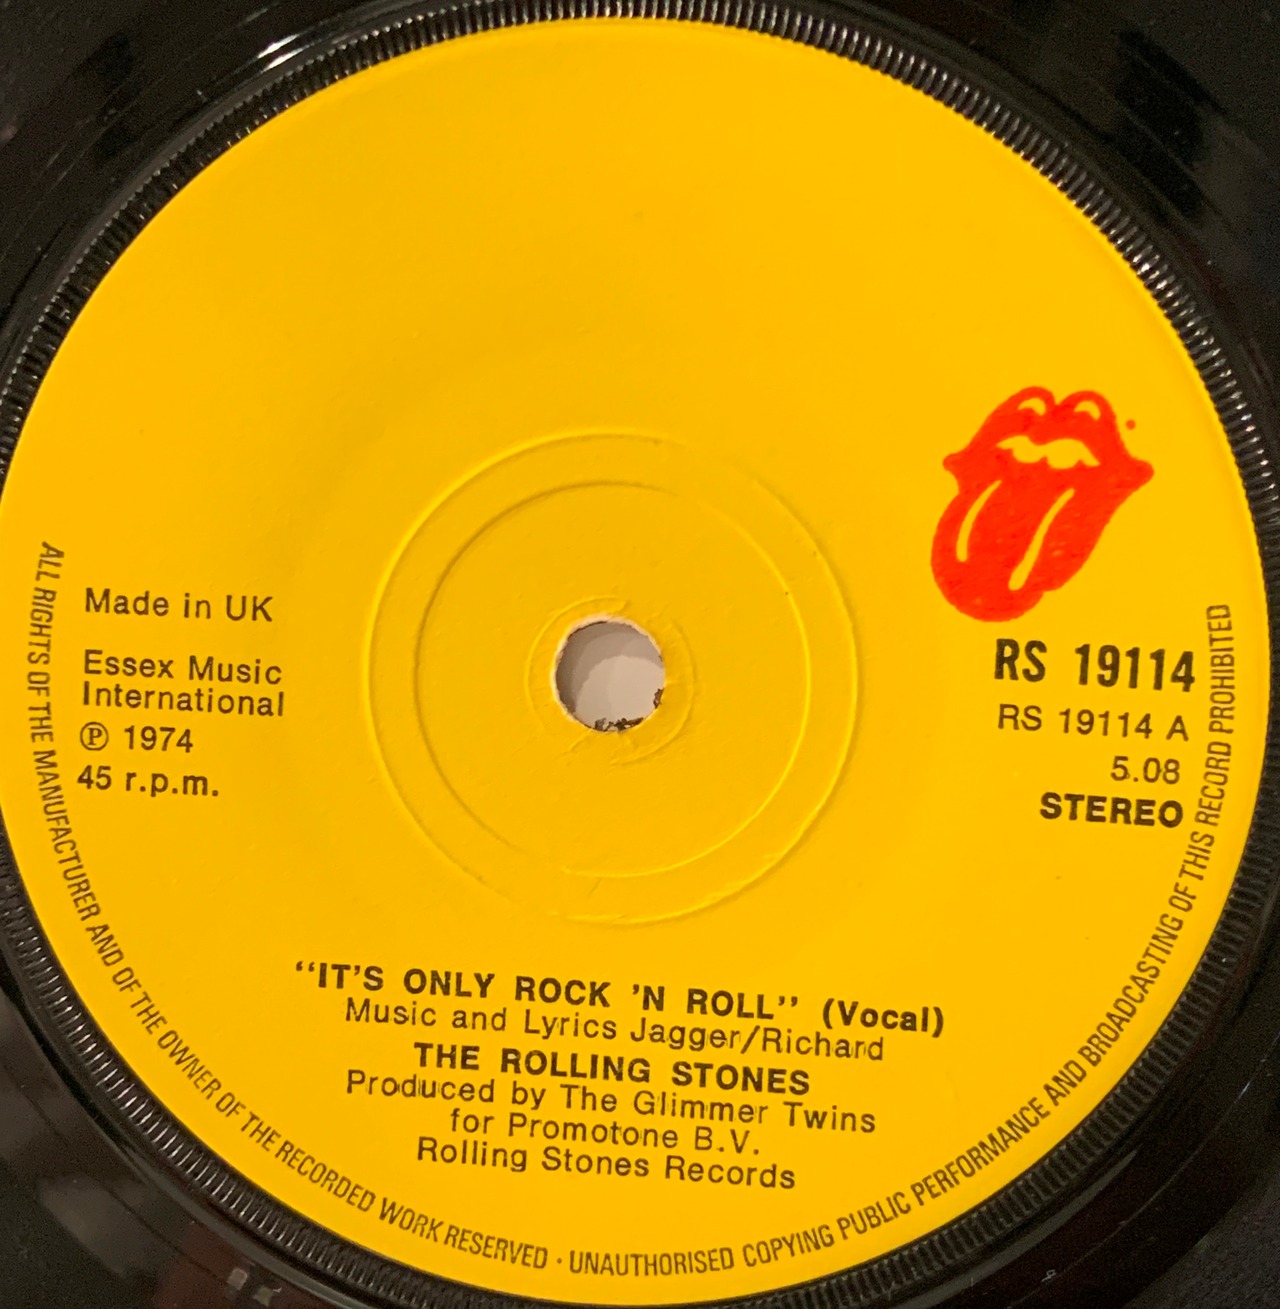 Made in UK
Essex Music
International
℗ 1974
45 r.p.m.
RS 19114
RS 19114 A
5.08
STEREO
“IT'S ONLY ROCK 'N ROLL” (Vocal)
Music and Lyrics Jagger/Richard
THE ROLLING STONES
Produced by The Glimmer Twins
for Promotone B.V.
Rolling Stones Records
ALL RIGHTS OF THE MANUFACTURER AND OF THE OWNER OF THE RECORDED WORK RESERVED · UNAUTHORISED COPYING PUBLIC PERFORMANCE AND BROADCASTING OF THIS RECORD PROHIBITED